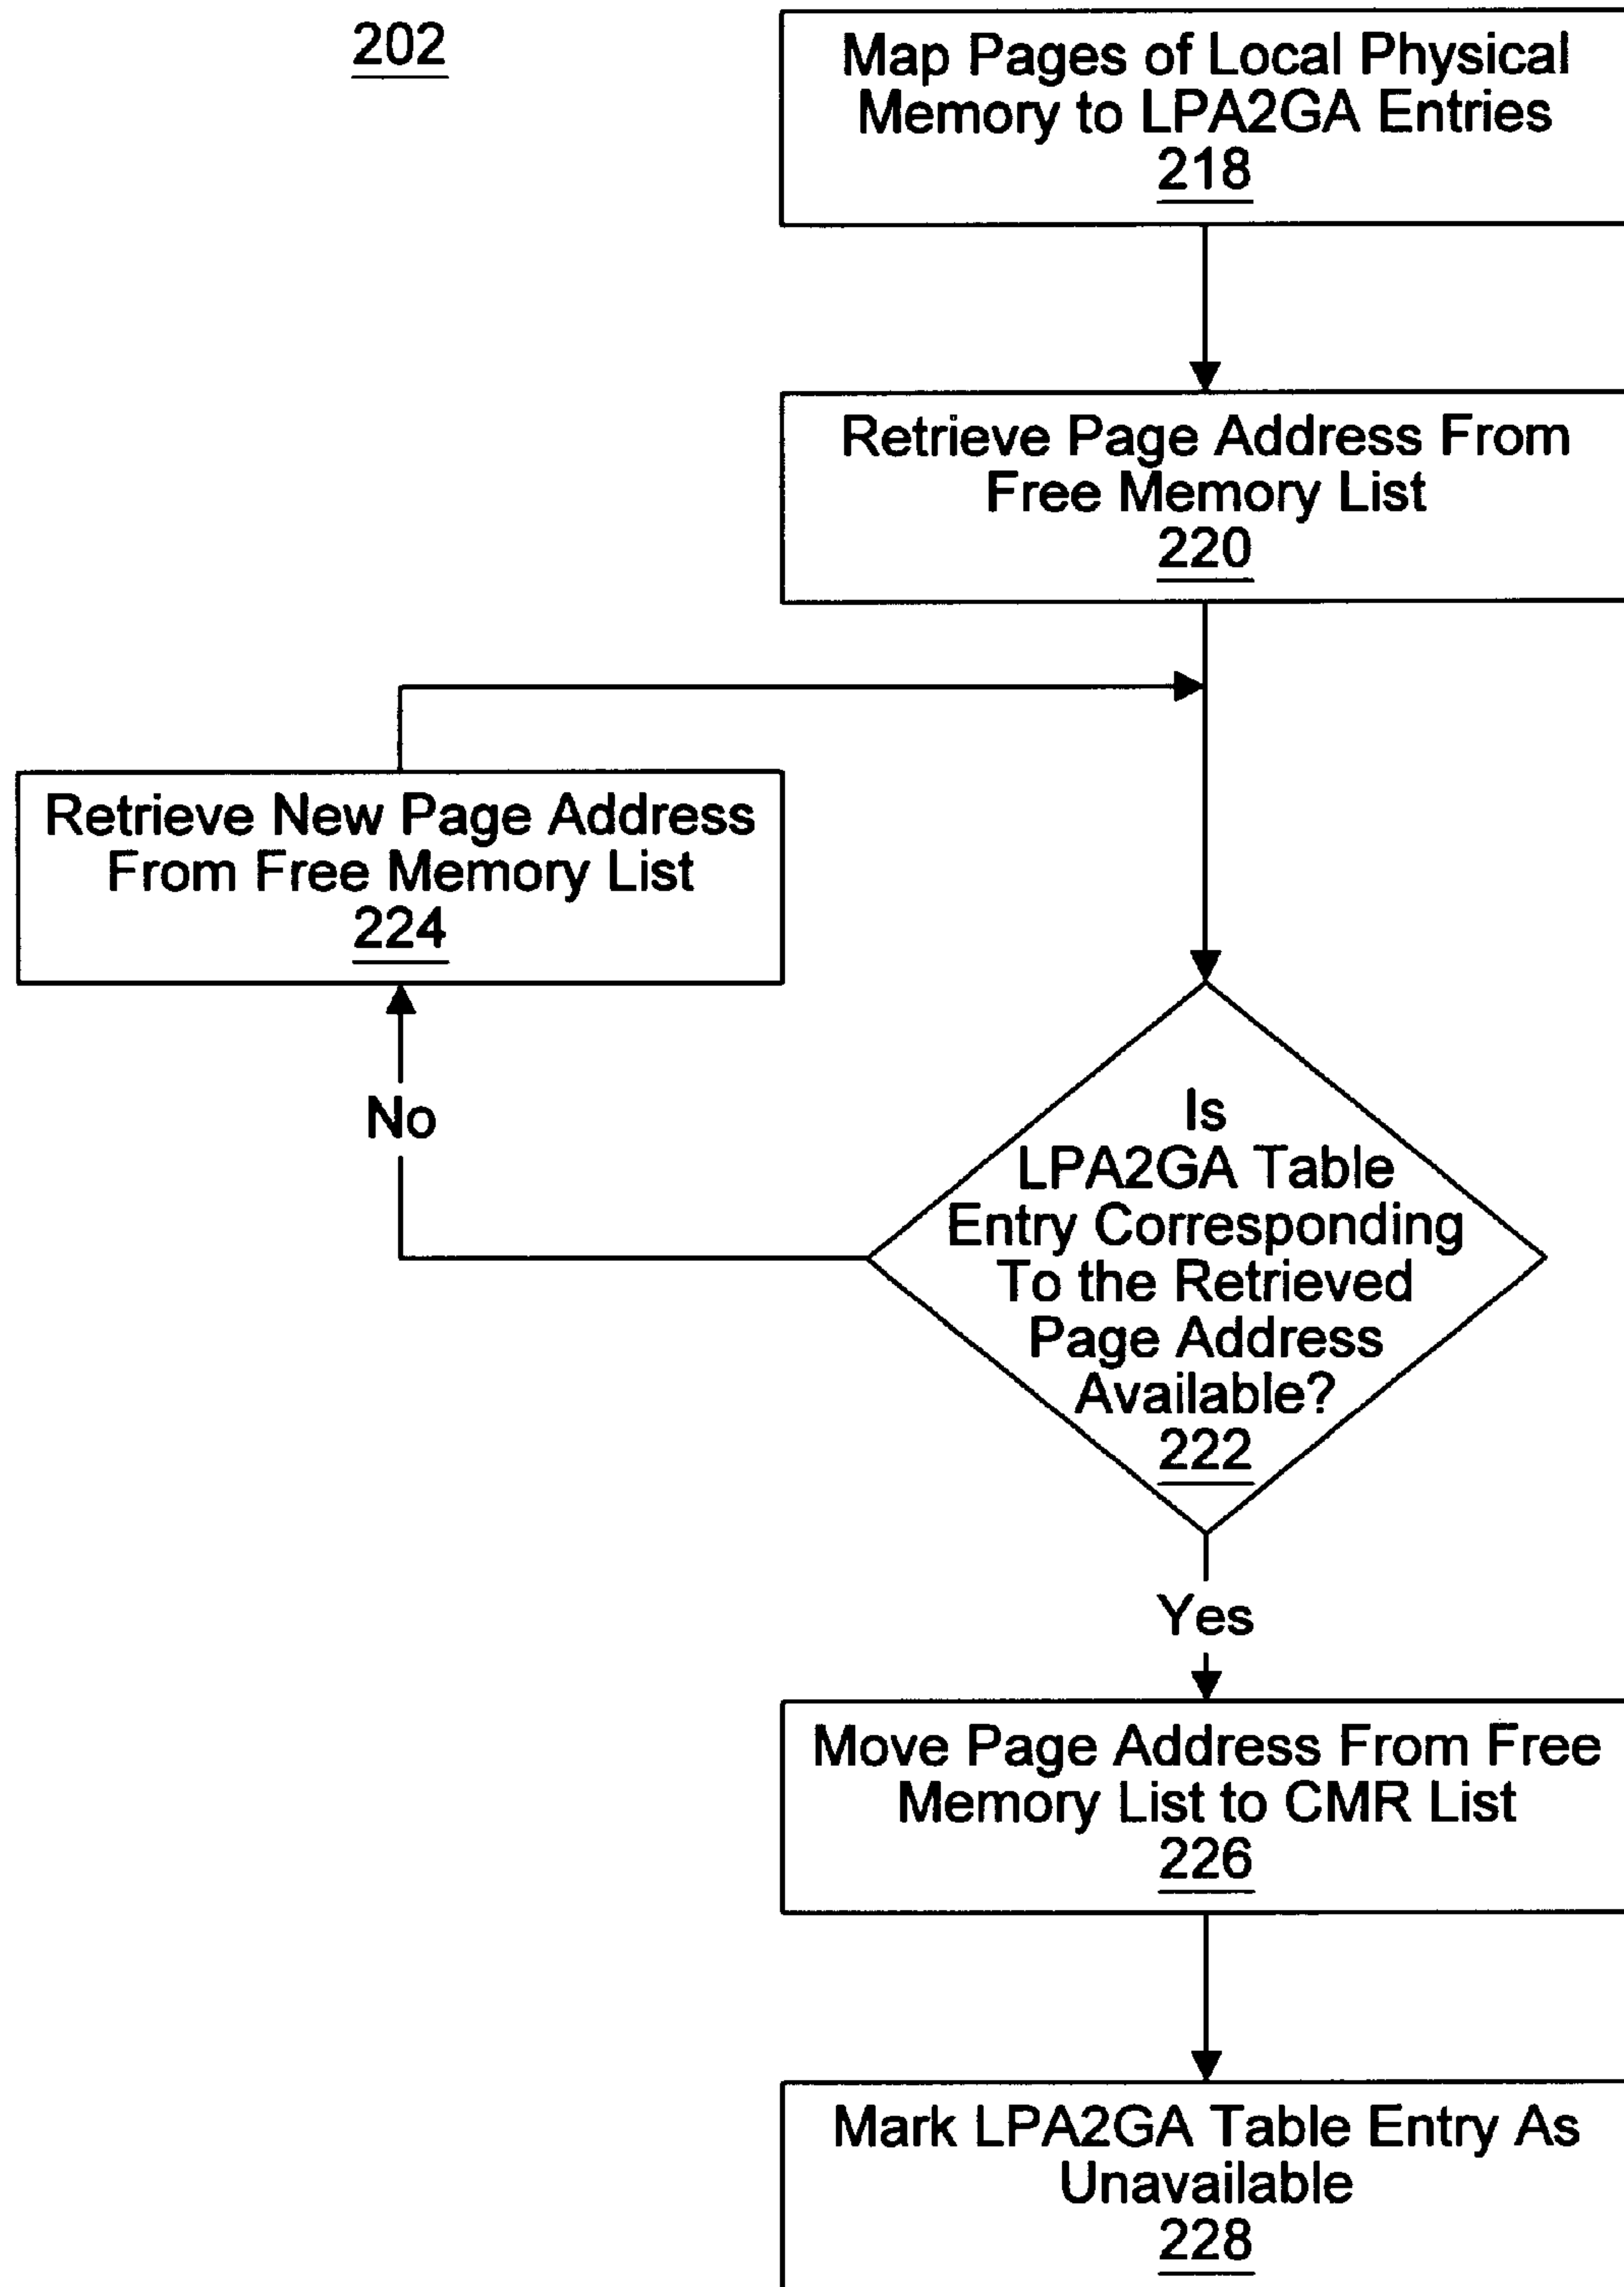 202
Map Pages of Local Physical
Memory to LPA2GA Entries
218
Retrieve Page Address From
Free Memory List
220
Retrieve New Page Address
From Free Memory List
224
No
Is
LPA2GA Table
Entry Corresponding
To the Retrieved
Page Address
Available?
222
Yes
Move Page Address From Free
Memory List to CMR List
226
Mark LPA2GA Table Entry As
Unavailable
228